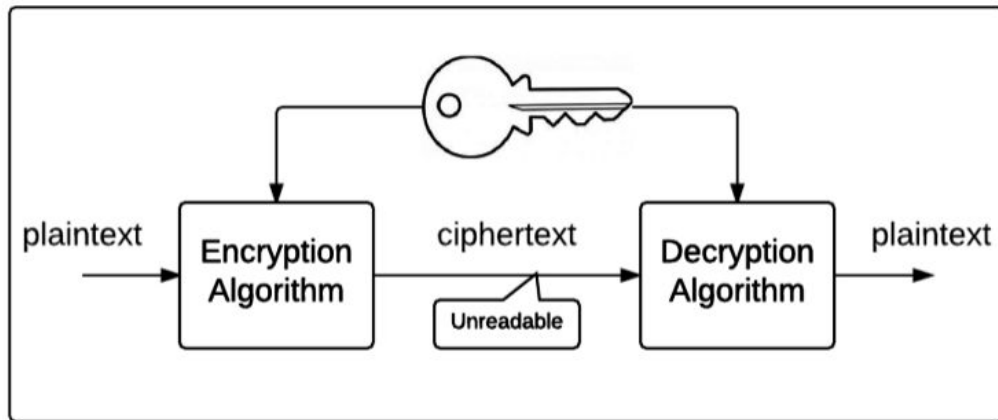 plaintext
Encryption
Algorithm
ciphertext
Unreadable
Decryption
Algorithm
plaintext